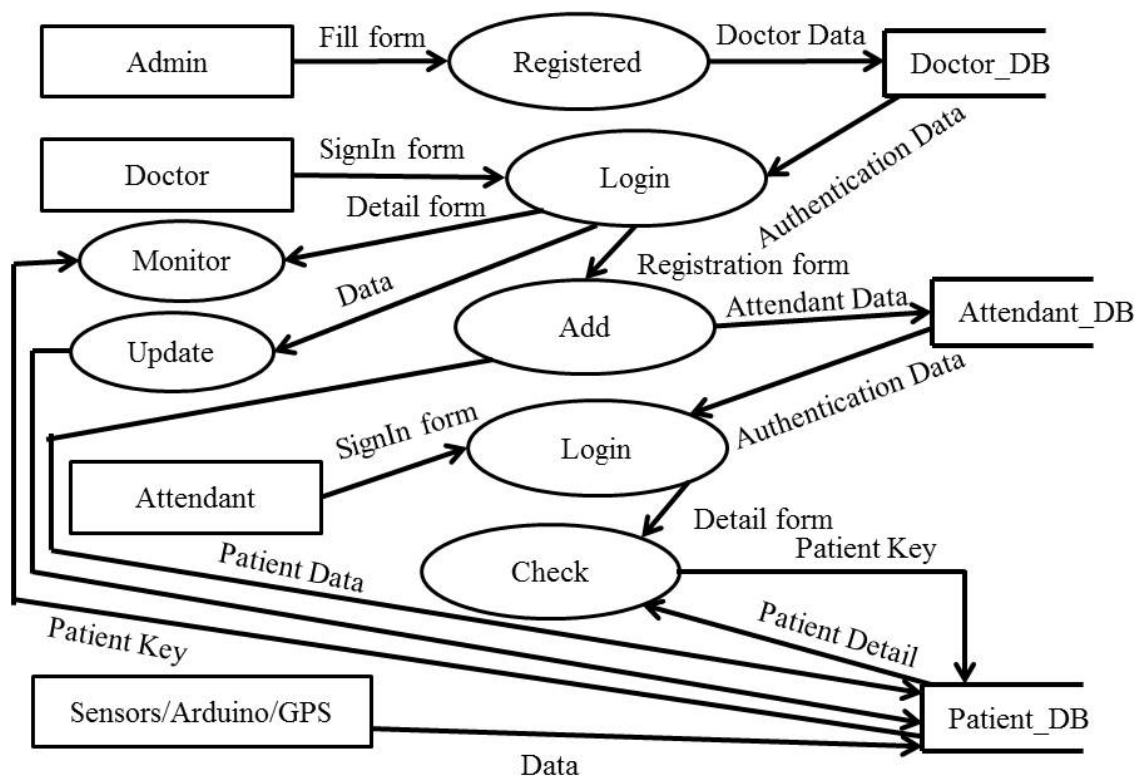 Fill form
Doctor Data
Admin
Registered
Doctor_DB
SignIn form
Authentication Data
Doctor
Login
Detail form
Monitor
Registration form
Data
Attendant Data
Add
Attendant_DB
Update
Authentication Data
SignIn form
Login
Attendant
Detail form
Patient Key
Patient Data
Check
Patient Key
Patient Detail
Sensors/Arduino/GPS
Patient_DB
Data